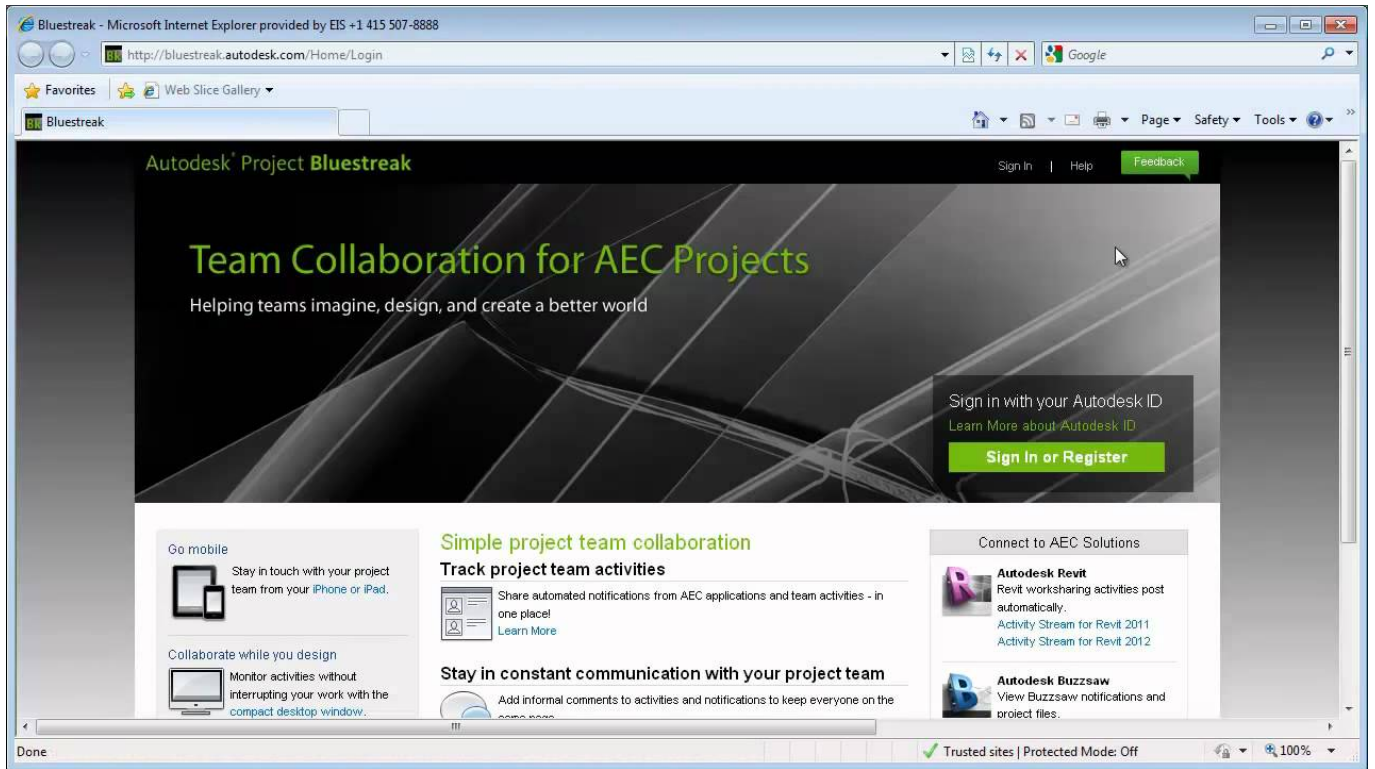 Bluestreak - Microsoft Internet Explorer provided by EIS +1 415 507-8888
http://bluestreak.autodesk.com/Home/Login
Google
Favorites
Web Slice Gallery
Bluestreak
Page
Safety
Tools
Autodesk® Project Bluestreak
Sign In | Help
Feedback
Team Collaboration for AEC Projects
Helping teams imagine, design, and create a better world
Sign in with your Autodesk ID
Learn More about Autodesk ID
Sign In or Register
Go mobile
Stay in touch with your project
team from your iPhone or iPad.
Collaborate while you design
Monitor activities without
interrupting your work with the
compact desktop window.
Simple project team collaboration
Track project team activities
Share automated notifications from AEC applications and team activities - in
one place!
Learn More
Stay in constant communication with your project team
Add informal comments to activities and notifications to keep everyone on the
same page
Connect to AEC Solutions
Autodesk Revit
Revit worksharing activities post
automatically.
Activity Stream for Revit 2011
Activity Stream for Revit 2012
Autodesk Buzzsaw
View Buzzsaw notifications and
project files.
Done
Trusted sites | Protected Mode: Off
100%